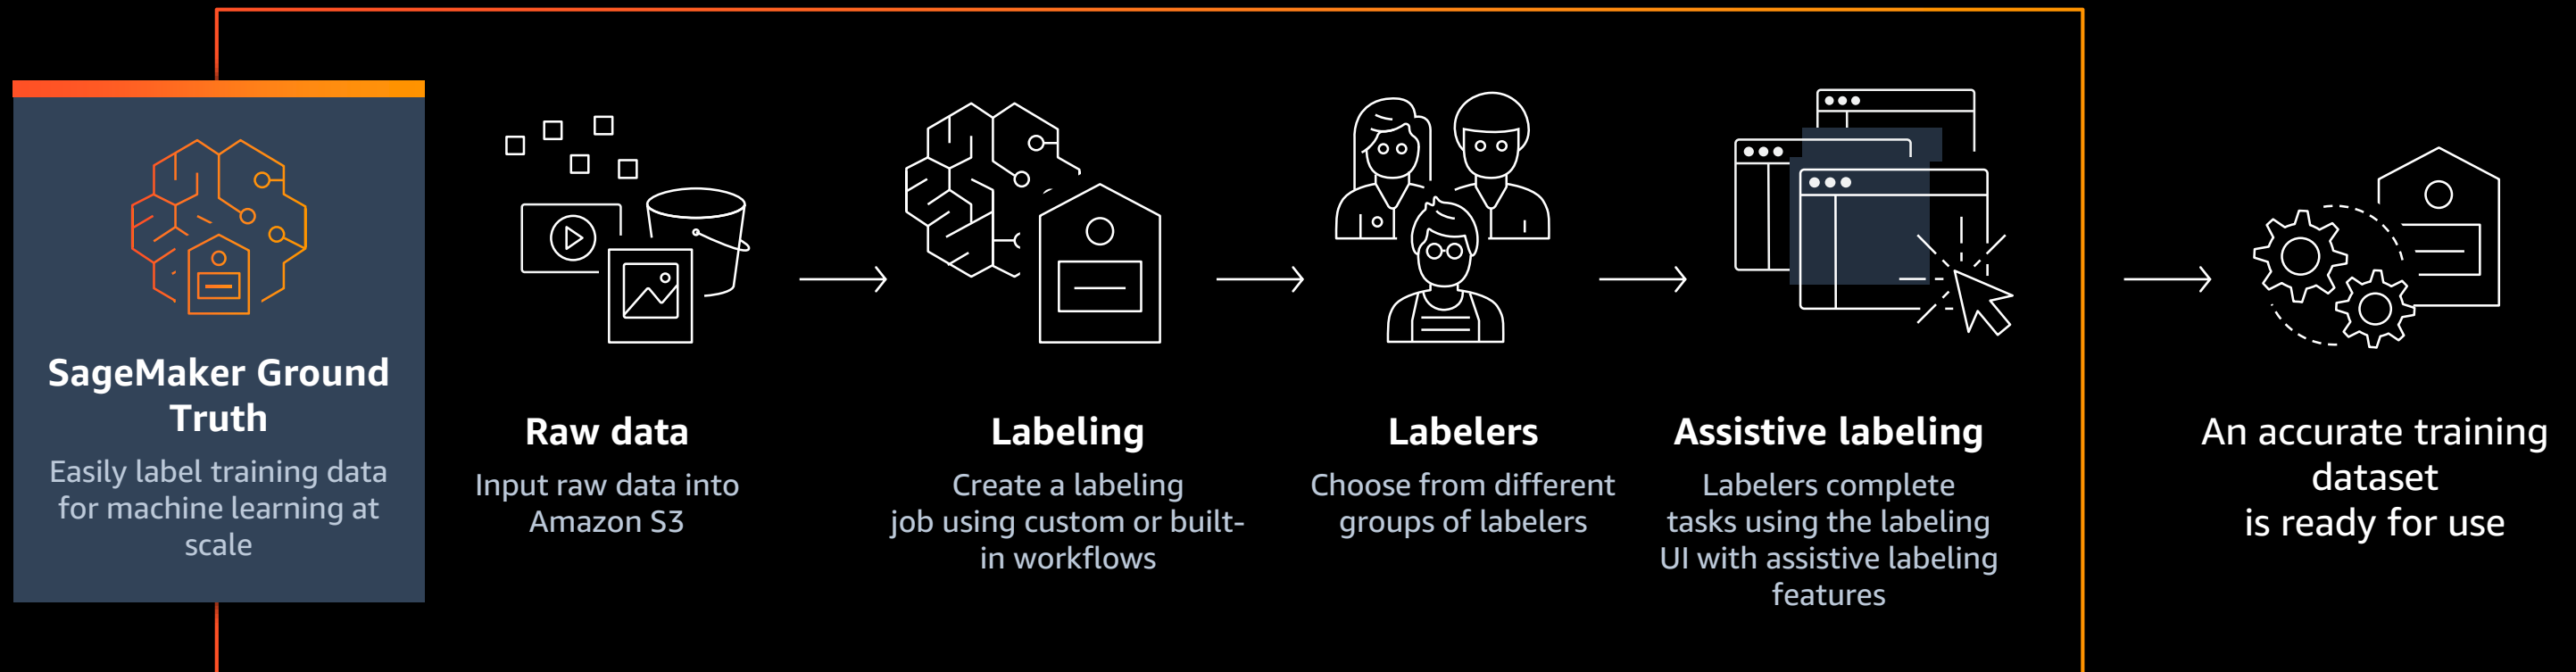 SageMaker Ground
Truth
Easily label training data
for machine learning at
scale
Raw data
Input raw data into
Amazon S3
Labeling
Create a labeling
job using custom or built-
in workflows
Labelers
Choose from different
groups of labelers
Assistive labeling
Labelers complete
tasks using the labeling
UI with assistive labeling
features
An accurate training
dataset
is ready for use